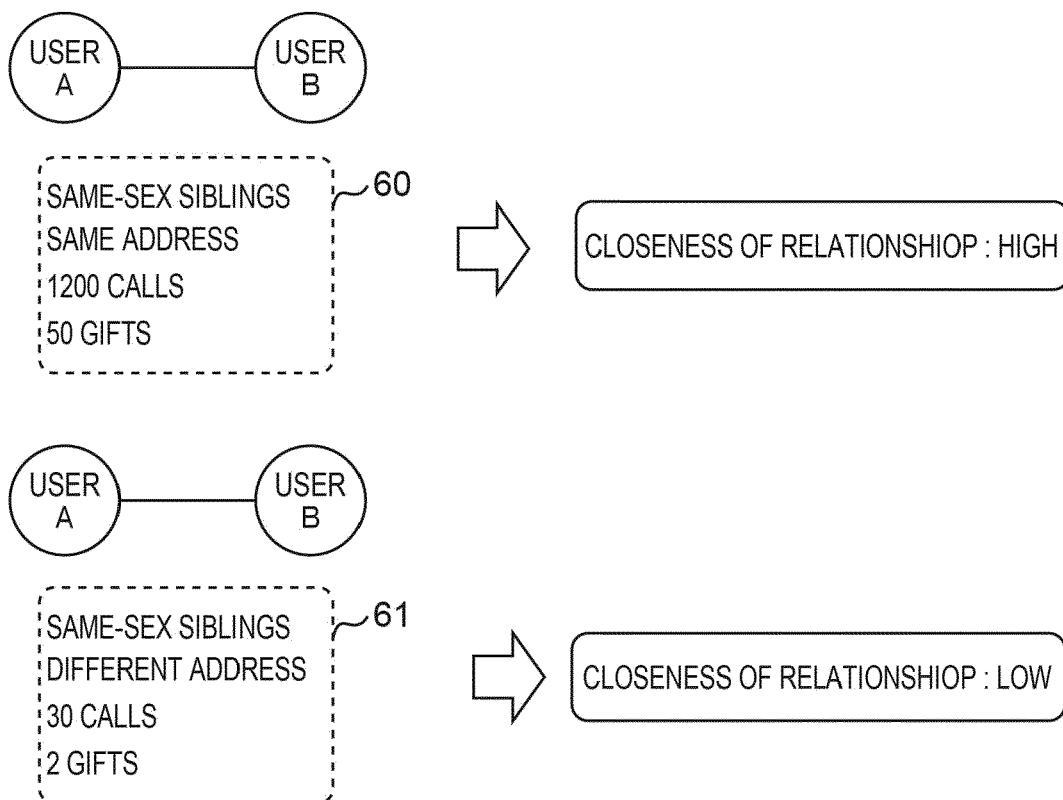 USER
A
USER
B
SAME-SEX SIBLINGS
SAME ADDRESS
1200 CALLS
50 GIFTS
60
CLOSENESS OF RELATIONSHIOP : HIGH
USER
A
USER
B
SAME-SEX SIBLINGS
DIFFERENT ADDRESS
30 CALLS
2 GIFTS
61
CLOSENESS OF RELATIONSHIOP : LOW